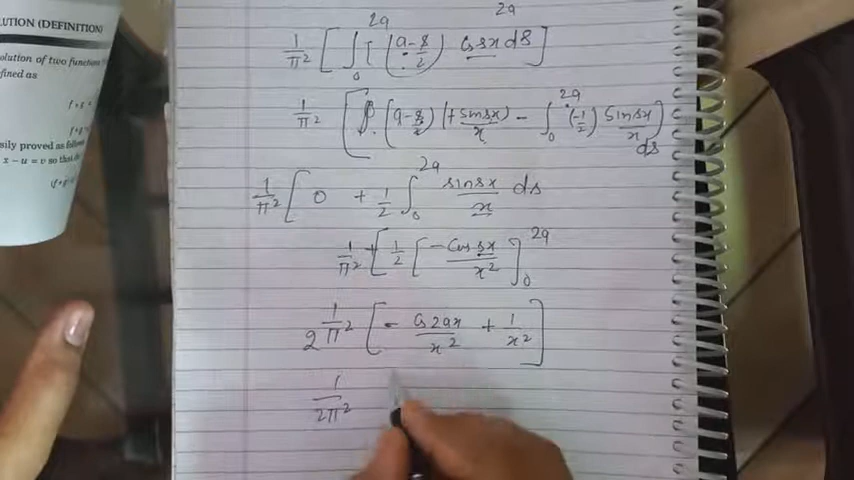 LUTION (DEFINITION)
olution of two function
fined as
f * g =
f * g
sily proved as followe
x - u = v so that d
1/π² [ ∫₀^2a [ (a - s/2) cos sx ds ]
2a
1/π² [ (a - s/2) (+ sin sx)/x - ∫₀^2a (-1/2) sin sx/x ds ]
1/π² [ 0 + 1/2 ∫₀^2a sin sx/x ds
1/π² [ 1/2 [ -cos sx/x² ]₀^2a
1/2π² [ - cos 2ax/x² + 1/x² ]
1/2π²